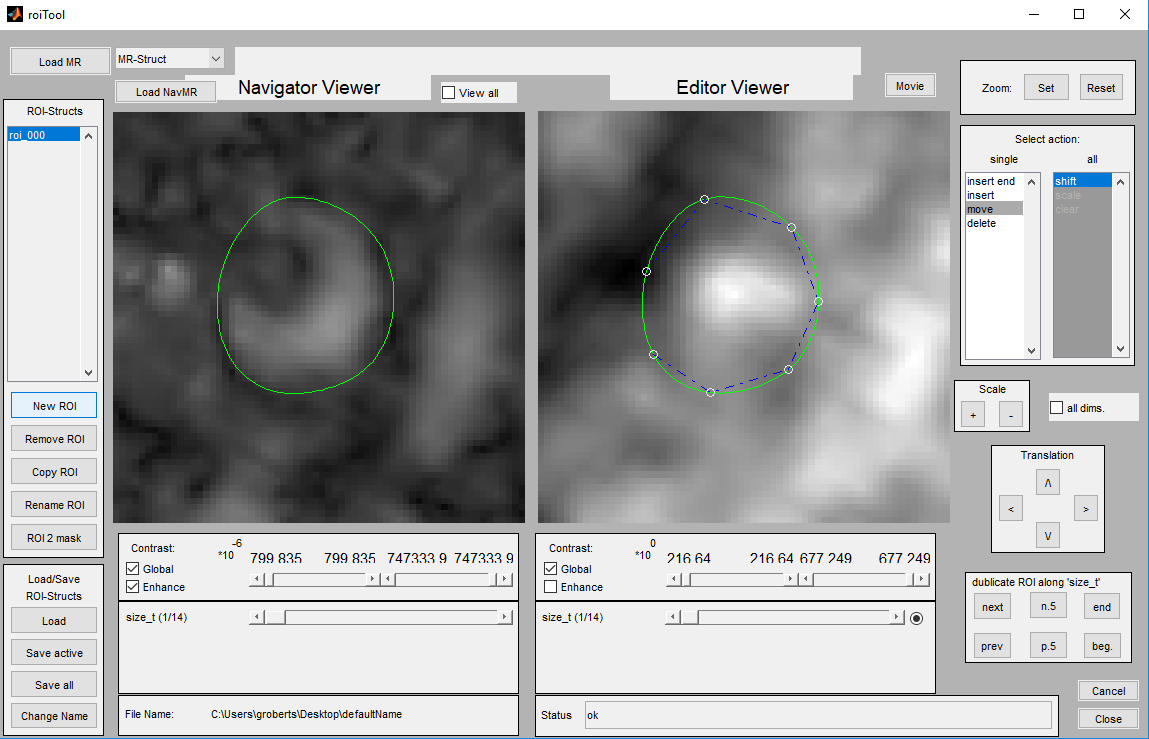 roiTool
Load MR
MR-Struct
Load NavMR
Navigator Viewer
View all
Editor Viewer
Movie
Zoom:
Set
Reset
ROI-Structs
roi_000
New ROI
Remove ROI
Copy ROI
Rename ROI
ROI 2 mask
Load/Save
ROI-Structs
Load
Save active
Save all
Change Name
Select action:
single
all
insert end
insert
move
delete
shift
scale
clear
Scale
+
-
all dims.
Translation
/\
<
>
\/
dublicate ROI along 'size_t'
next
n.5
end
prev
p.5
beg.
Cancel
Close
Contrast:
-6
*10
799 835
799 835
747333 9
747333 9
Global
Enhance
size_t (1/14)
File Name:
C:\Users\groberts\Desktop\defaultName
Contrast:
0
*10
216 64
216 64
677 249
677 249
Global
Enhance
size_t (1/14)
Status
ok